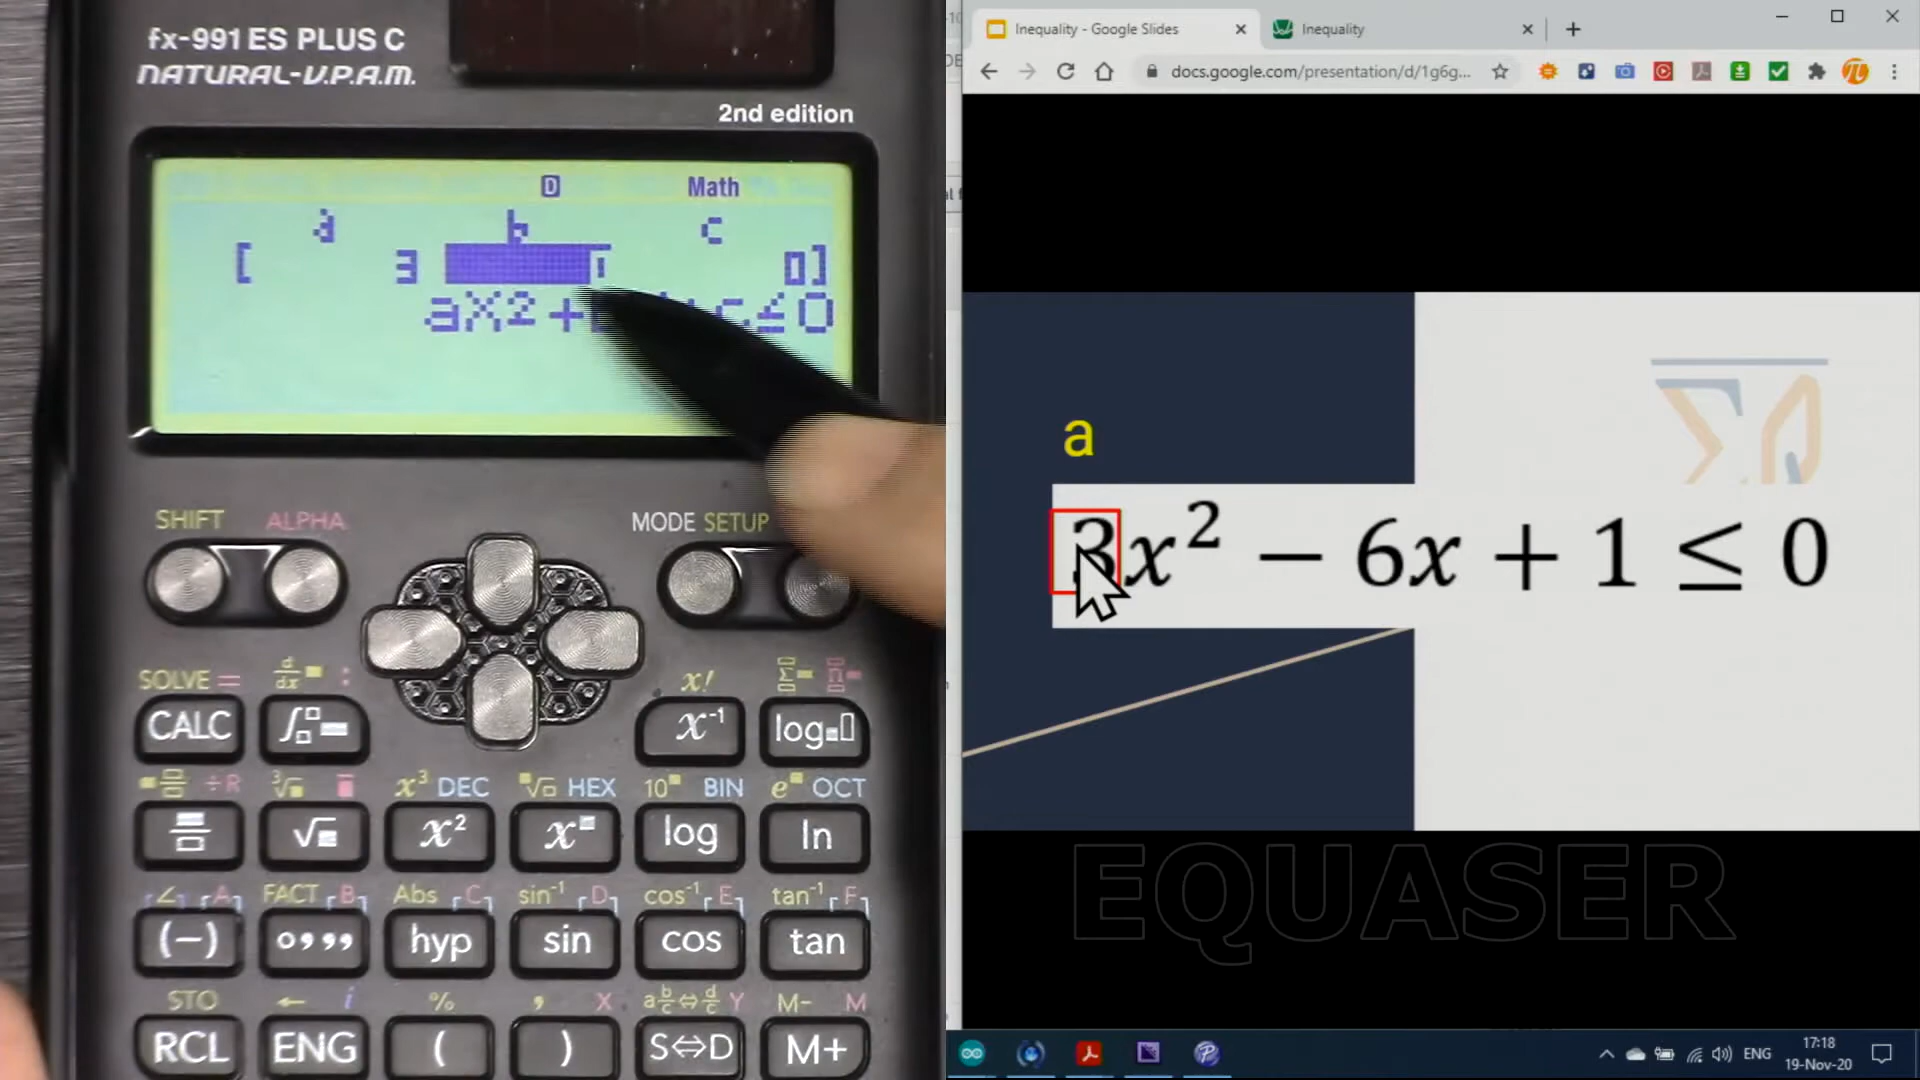 fx-991ES PLUS C
NATURAL-V.P.A.M.
2nd edition
D Math
a b c
[ 3 0]
aX2+ c≤0
SHIFT ALPHA MODE SETUP
SOLVE = d/dx : x! Σ= Π=
CALC ∫ x⁻¹ log
÷R ³√ x³ DEC √ HEX 10 BIN e OCT
√ x² x log ln
∠ A FACT B Abs C sin⁻¹ D cos⁻¹ E tan⁻¹ F
(−) °,,, hyp sin cos tan
STO ← i % , X a b/c⇔d/c Y M− M
RCL ENG ( ) S⇔D M+
Inequality - Google Slides
Inequality
docs.google.com/presentation/d/1g6g...
a
3x² − 6x + 1 ≤ 0
EQUASER
ENG
17:18
19-Nov-20